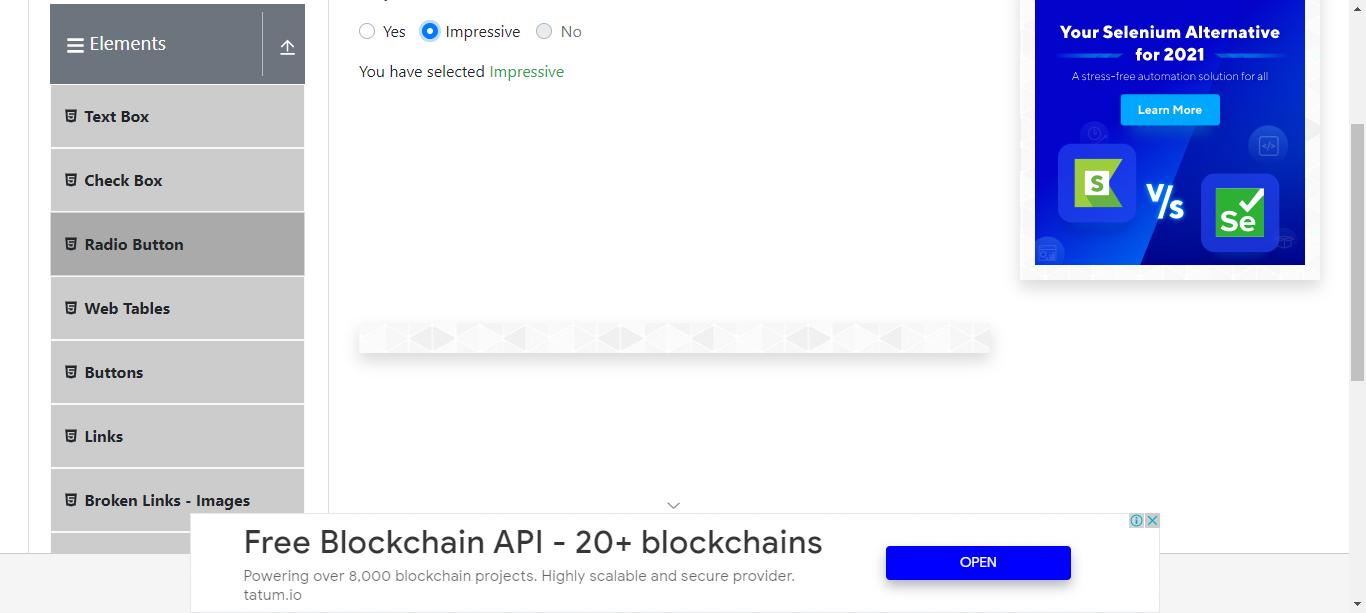 Elements
Text Box
Check Box
Radio Button
Web Tables
Buttons
Links
Broken Links - Images
Yes Impressive No
You have selected Impressive
Your Selenium Alternative
for 2021
A stress-free automation solution for all
Learn More
S
V/s
Se
Free Blockchain API - 20+ blockchains
Powering over 8,000 blockchain projects. Highly scalable and secure provider.
tatum.io
OPEN